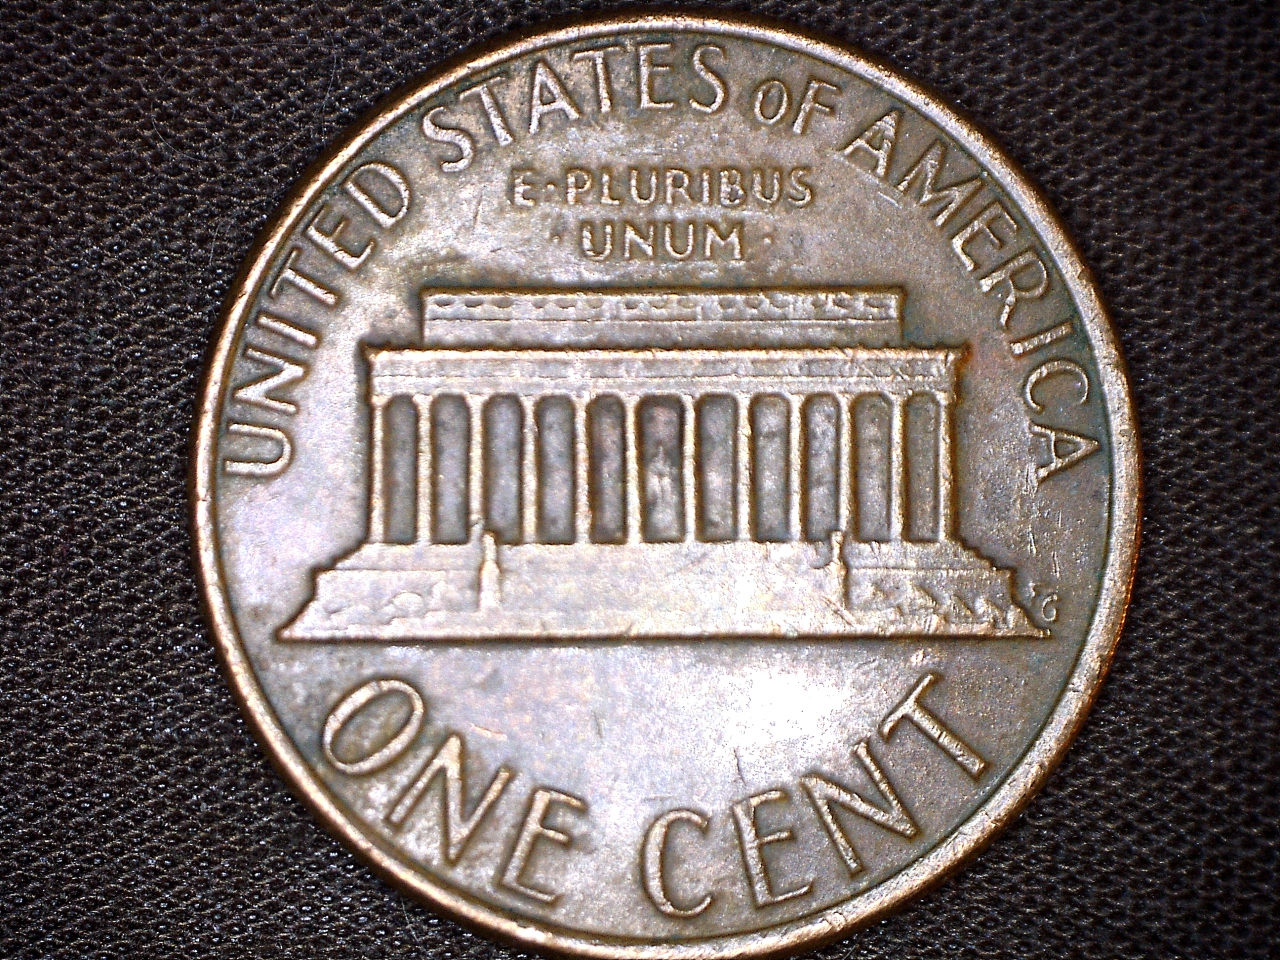 UNITED STATES OF AMERICA
E·PLURIBUS
·UNUM·
ONE CENT